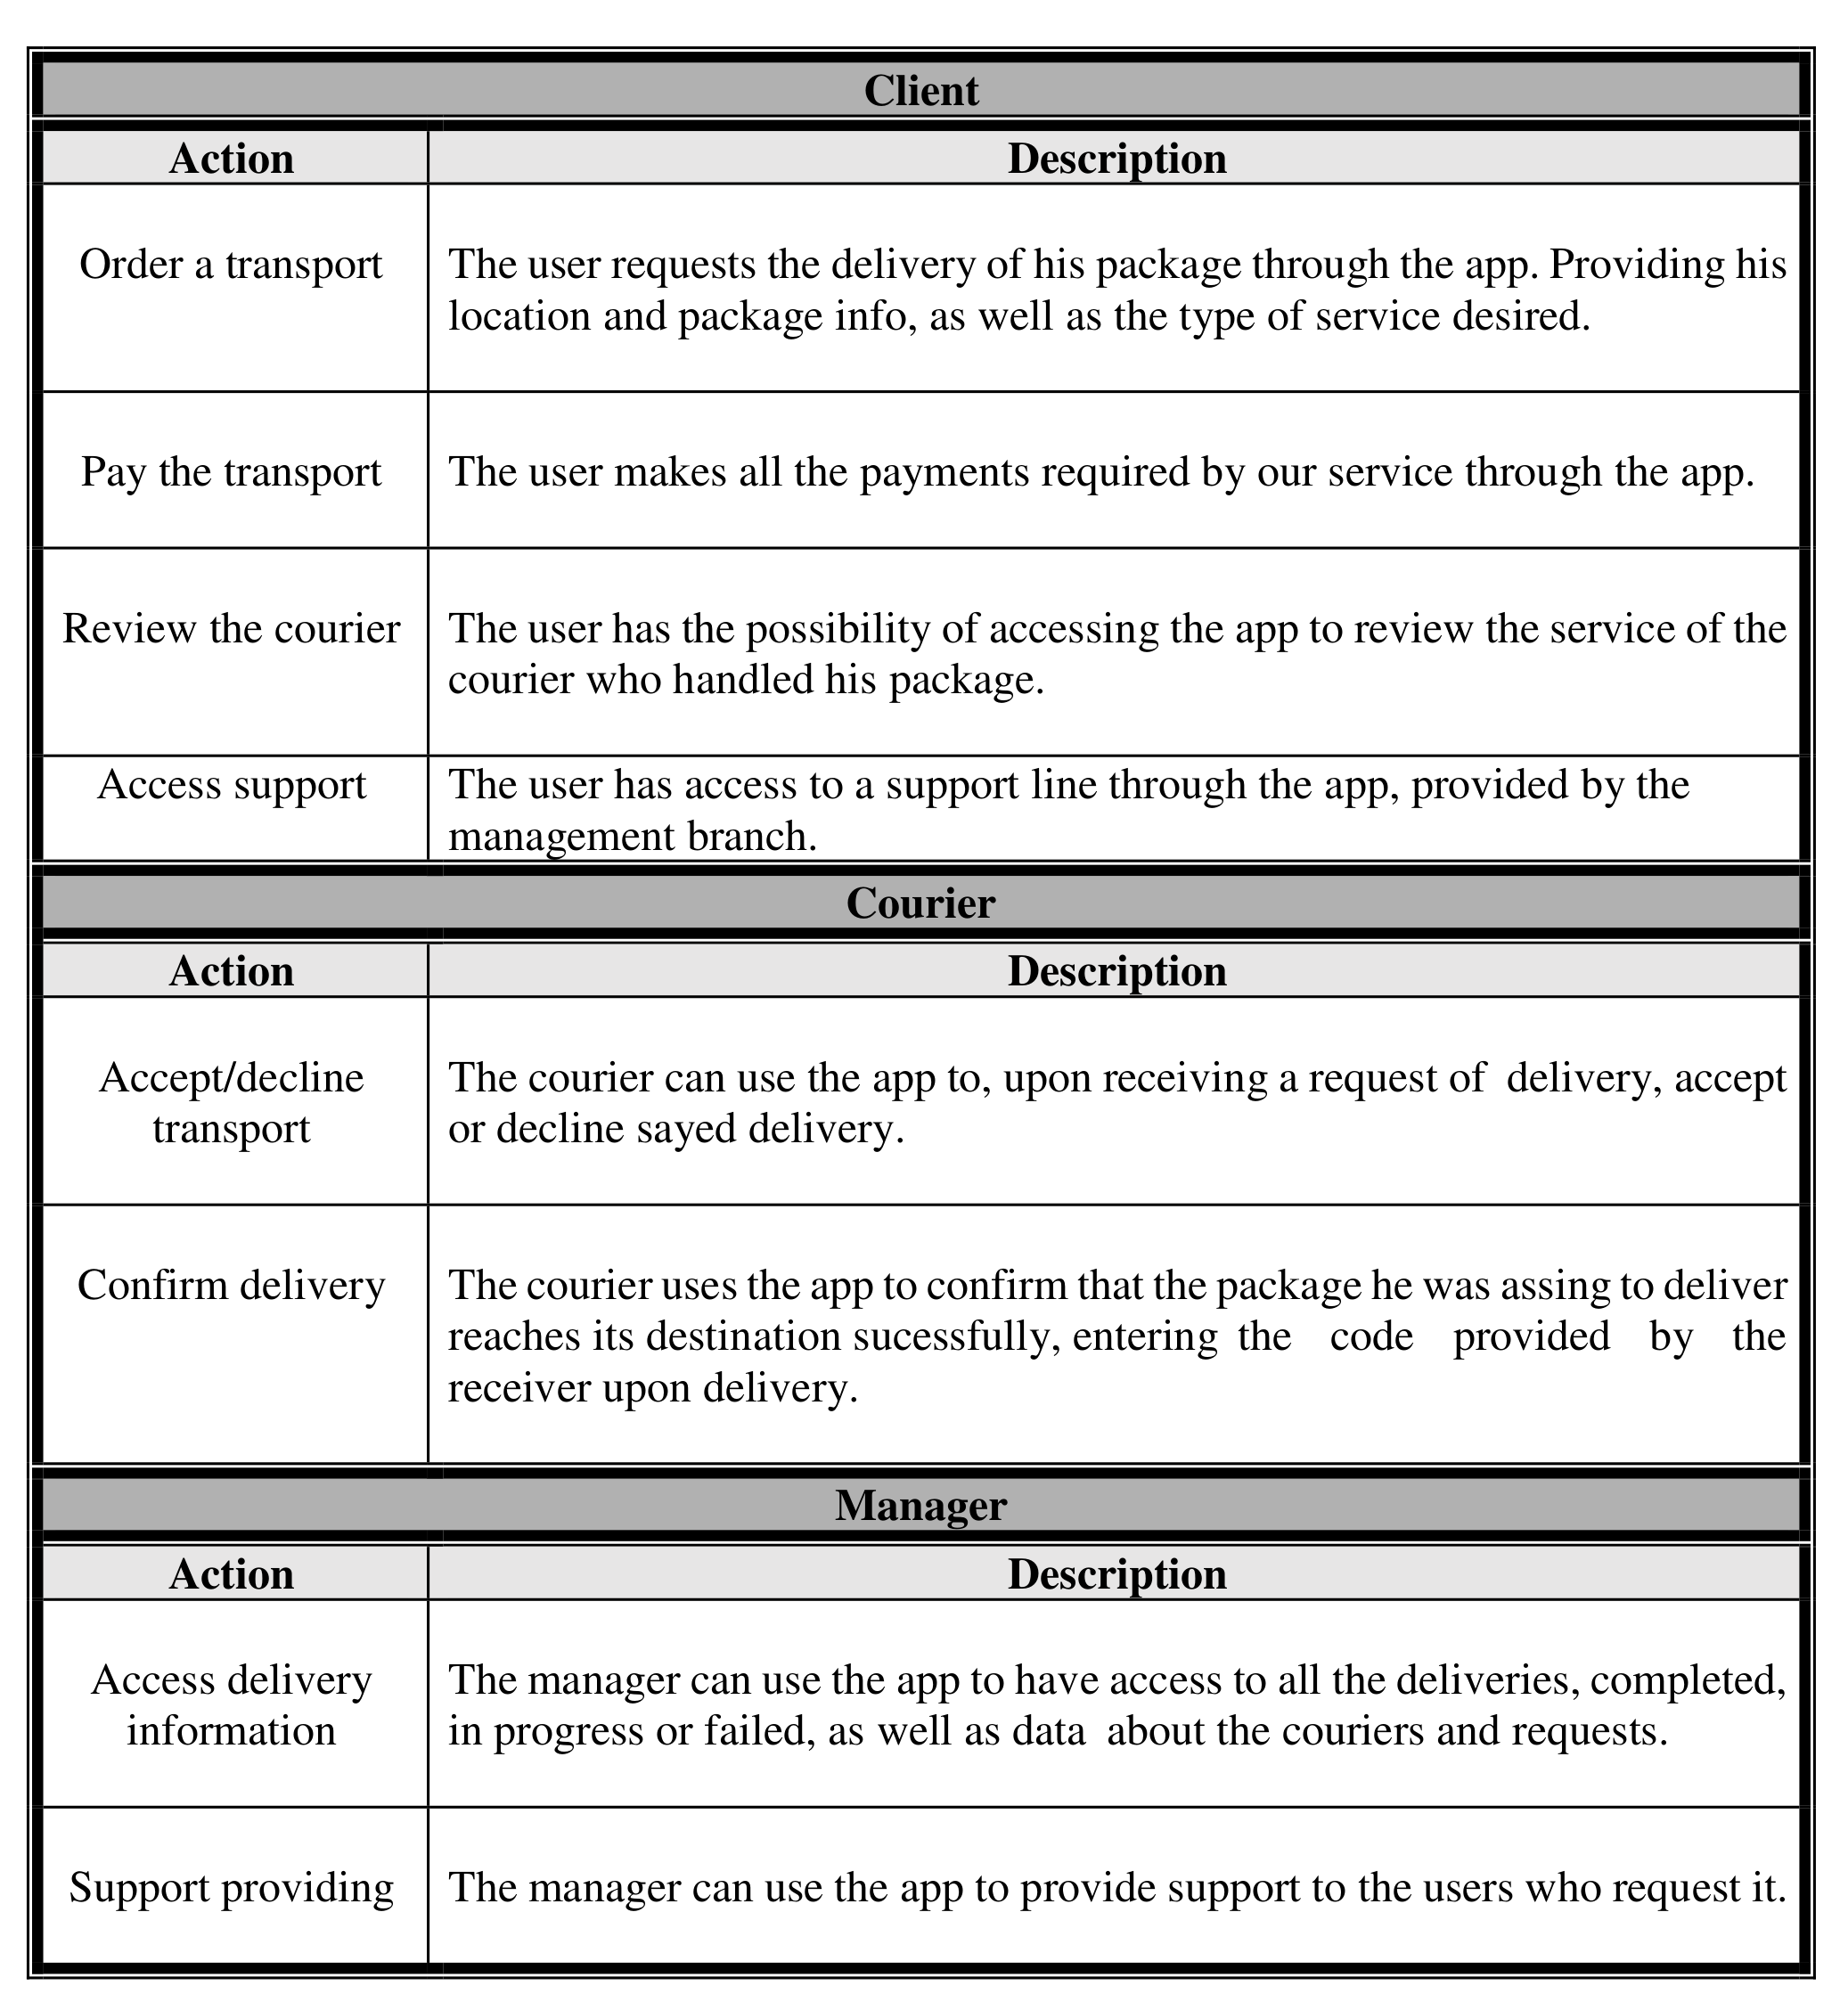 Client
Action Description
Order a transport The user requests the delivery of his package through the app. Providing his
location and package info, as well as the type of service desired.
Pay the transport The user makes all the payments required by our service through the app.
Review the courier The user has the possibility of accessing the app to review the service of the
courier who handled his package.
Access support The user has access to a support line through the app, provided by the
management branch.
Courier
Action Description
Accept/decline The courier can use the app to, upon receiving a request of delivery, accept
transport or decline sayed delivery.
Confirm delivery The courier uses the app to confirm that the package he was assing to deliver
reaches its destination sucessfully, entering the code provided by the
receiver upon delivery.
Manager
Action Description
Access delivery The manager can use the app to have access to all the deliveries, completed,
information in progress or failed, as well as data about the couriers and requests.
Support providing The manager can use the app to provide support to the users who request it.